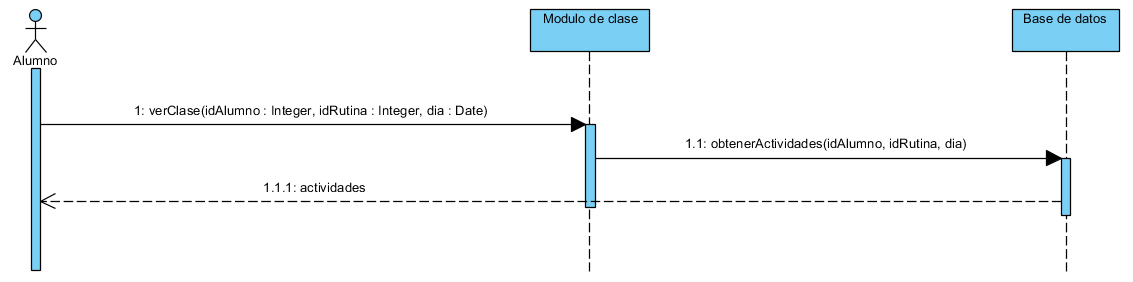 Alumno
Modulo de clase
Base de datos
1: verClase(idAlumno : Integer, idRutina : Integer, dia : Date)
1.1: obtenerActividades(idAlumno, idRutina, dia)
1.1.1: actividades